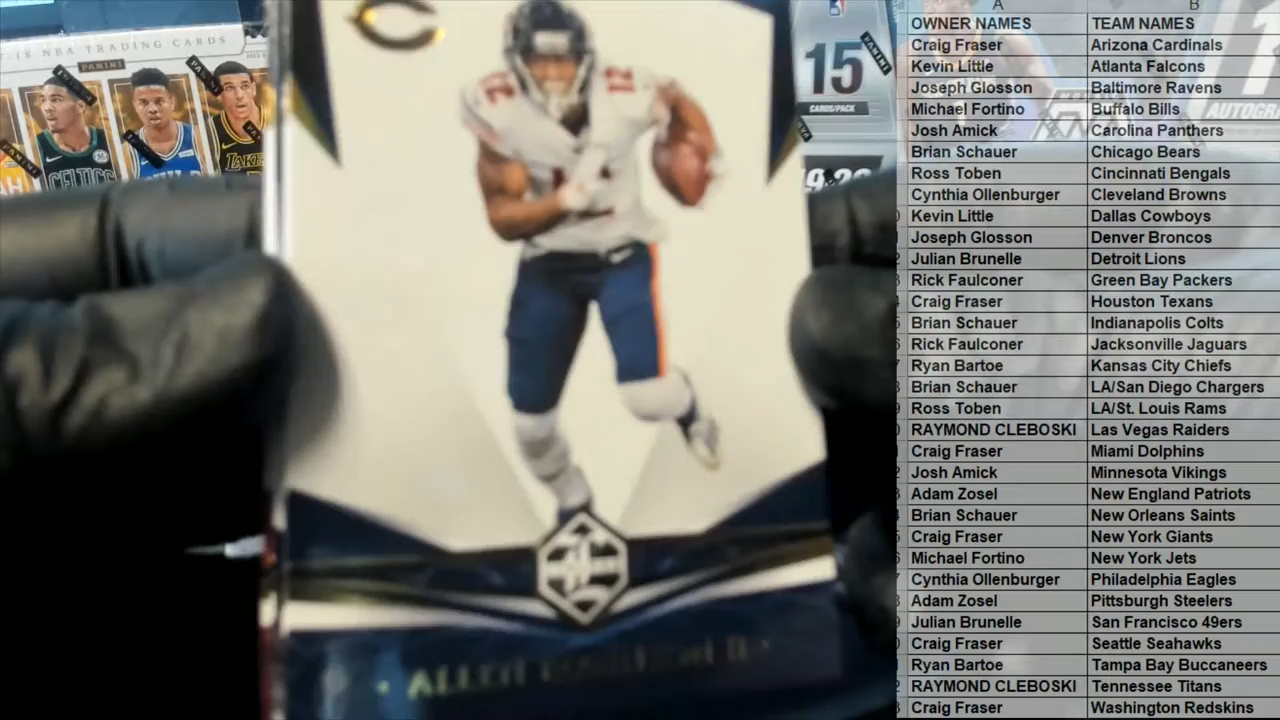 7-18 NBA TRADING CARDS
PANINI
CELTICS
LAKE
15
CARDS/PACK
12
ALLEN
AUTOGR
A B
OWNER NAMES TEAM NAMES
Craig Fraser Arizona Cardinals
Kevin Little Atlanta Falcons
Joseph Glosson Baltimore Ravens
Michael Fortino Buffalo Bills
Josh Amick Carolina Panthers
Brian Schauer Chicago Bears
Ross Toben Cincinnati Bengals
Cynthia Ollenburger Cleveland Browns
Kevin Little Dallas Cowboys
Joseph Glosson Denver Broncos
Julian Brunelle Detroit Lions
Rick Faulconer Green Bay Packers
Craig Fraser Houston Texans
Brian Schauer Indianapolis Colts
Rick Faulconer Jacksonville Jaguars
Ryan Bartoe Kansas City Chiefs
Brian Schauer LA/San Diego Chargers
Ross Toben LA/St. Louis Rams
RAYMOND CLEBOSKI Las Vegas Raiders
Craig Fraser Miami Dolphins
Josh Amick Minnesota Vikings
Adam Zosel New England Patriots
Brian Schauer New Orleans Saints
Craig Fraser New York Giants
Michael Fortino New York Jets
Cynthia Ollenburger Philadelphia Eagles
Adam Zosel Pittsburgh Steelers
Julian Brunelle San Francisco 49ers
Craig Fraser Seattle Seahawks
Ryan Bartoe Tampa Bay Buccaneers
RAYMOND CLEBOSKI Tennessee Titans
Craig Fraser Washington Redskins